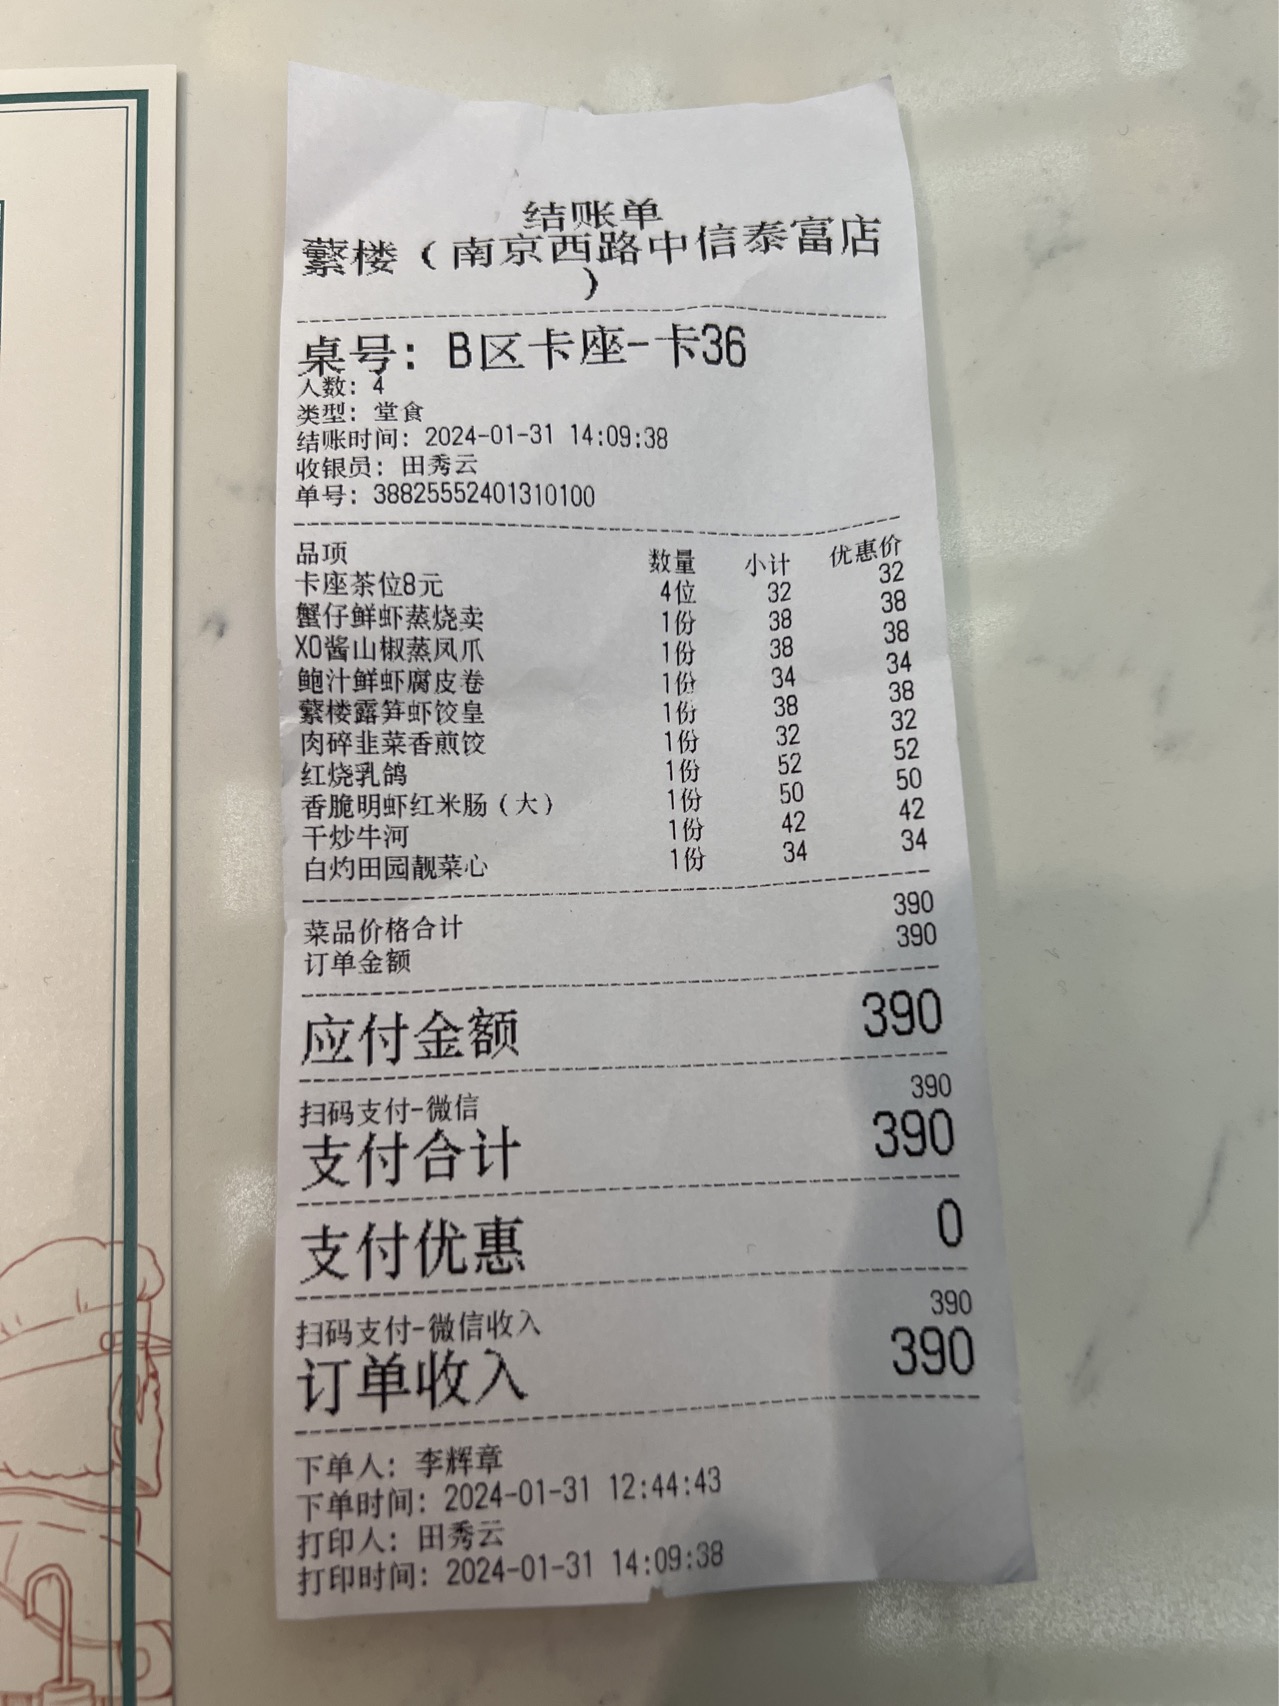 结账单
蘩楼（南京西路中信泰富店
）
桌号：B区卡座-卡36
人数：4
类型：堂食
结账时间：2024-01-31 14:09:38
收银员：田秀云
单号：388255524013​10100
品项 数量 小计 优惠价
卡座茶位8元 4位 32 32
蟹仔鲜虾蒸烧卖 1份 38 38
XO酱山椒蒸凤爪 1份 38 38
鲍汁鲜虾腐皮卷 1份 34 34
蘩楼露笋虾饺皇 1份 38 38
肉碎韭菜香煎饺 1份 32 32
红烧乳鸽 1份 52 52
香脆明虾红米肠（大） 1份 50 50
干炒牛河 1份 42 42
白灼田园靓菜心 1份 34 34
菜品价格合计 390
订单金额 390
应付金额 390
扫码支付-微信 390
支付合计 390
支付优惠 0
扫码支付-微信收入 390
订单收入 390
下单人：李辉章
下单时间：2024-01-31 12:44:43
打印人：田秀云
打印时间：2024-01-31 14:09:38